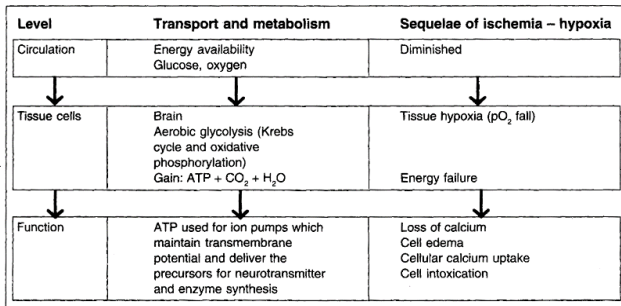 Level Transport and metabolism Sequelae of ischemia – hypoxia
Circulation Energy availability Diminished
Glucose, oxygen
Tissue cells Brain Tissue hypoxia (pO2 fall)
Aerobic glycolysis (Krebs
cycle and oxidative
phosphorylation)
Gain: ATP + CO2 + H2O Energy failure
Function ATP used for ion pumps which Loss of calcium
maintain transmembrane Cell edema
potential and deliver the Cellular calcium uptake
precursors for neurotransmitter Cell intoxication
and enzyme synthesis